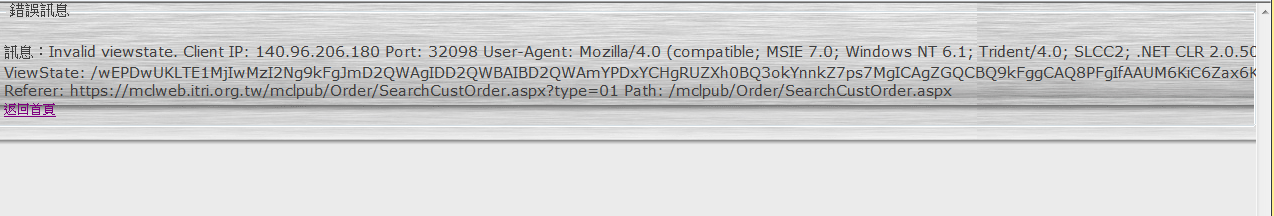 錯誤訊息
訊息：Invalid viewstate. Client IP: 140.96.206.180 Port: 32098 User-Agent: Mozilla/4.0 (compatible; MSIE 7.0; Windows NT 6.1; Trident/4.0; SLCC2; .NET CLR 2.0.50
ViewState: /wEPDwUKLTE1MjIwMzI2Ng9kFgJmD2QWAgIDD2QWBAIBD2QWAmYPDxYCHgRUZXh0BQ3okYnnkZ7ps7MgICAgZGQCBQ9kFggCAQ8PFgIfAAUM6KiC6Zax6K
Referer: https://mclweb.itri.org.tw/mclpub/Order/SearchCustOrder.aspx?type=01 Path: /mclpub/Order/SearchCustOrder.aspx
返回首頁